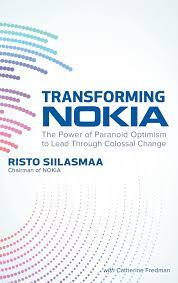 TRANSFORMING
NOKIA
The Power of Paranoid Optimism
to Lead Through Colossal Change
RISTO SIILASMAA
Chairman of NOKIA
with Catherine Fredman